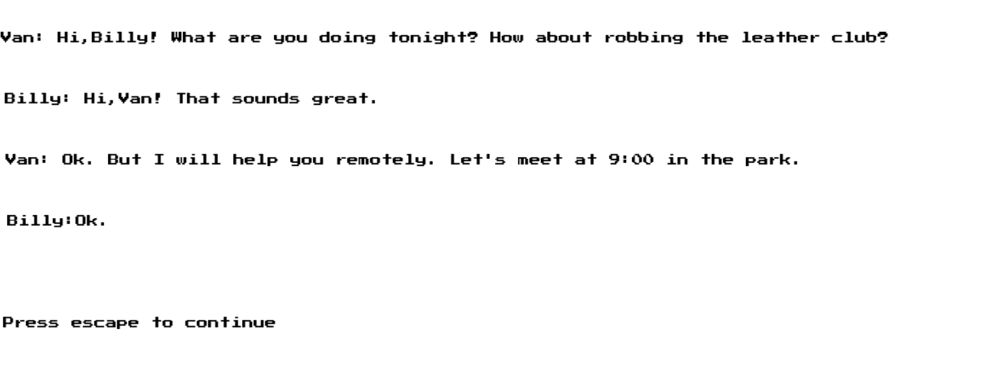 Van: Hi,Billy! What are you doing tonight? How about robbing the leather club?
Billy: Hi,Van! That sounds great.
Van: Ok. But I will help you remotely. Let's meet at 9:00 in the park.
Billy:Ok.
Press escape to continue